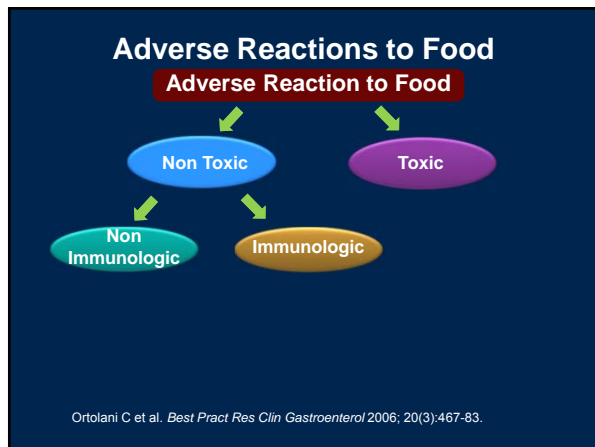 Adverse Reactions to Food
Adverse Reaction to Food
Non Toxic
Toxic
Non
Immunologic
Immunologic
Ortolani C et al. Best Pract Res Clin Gastroenterol 2006; 20(3):467-83.